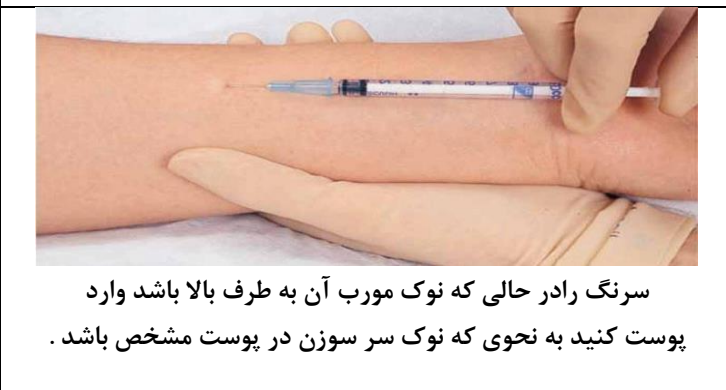 سرنگ رادر حالی که نوک مورب آن به طرف بالا باشد وارد
پوست کنید به نحوی که نوک سر سوزن در پوست مشخص باشد .